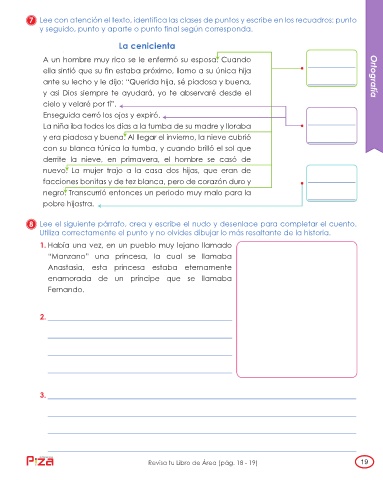 7 Lee con atención el texto, identifica las clases de puntos y escribe en los recuadros: punto
y seguido, punto y aparte o punto final según corresponda.
La cenicienta
A un hombre muy rico se le enfermó su esposa. Cuando
ella sintió que su fin estaba próximo, llamo a su única hija
ante su lecho y le dijo: "Querida hija, sé piadosa y buena,
y así Dios siempre te ayudará, yo te observaré desde el
cielo y velaré por ti".
Enseguida cerró los ojos y expiró.
La niña iba todos los días a la tumba de su madre y lloraba
y era piadosa y buena. Al llegar el invierno, la nieve cubrió
con su blanca túnica la tumba, y cuando brilló el sol que
derrite la nieve, en primavera, el hombre se casó de
nuevo. La mujer trajo a la casa dos hijas, que eran de
facciones bonitas y de tez blanca, pero de corazón duro y
negro. Transcurrió entonces un periodo muy malo para la
pobre hijastra.
Ortografía
8 Lee el siguiente párrafo, crea y escribe el nudo y desenlace para completar el cuento.
Utiliza correctamente el punto y no olvides dibujar lo más resaltante de la historia.
1. Había una vez, en un pueblo muy lejano llamado
"Manzano" una princesa, la cual se llamaba
Anastasia, esta princesa estaba eternamente
enamorada de un príncipe que se llamaba
Fernando.
2.
3.
Pizza
Revisa tu Libro de Área (pág. 18 - 19)
19